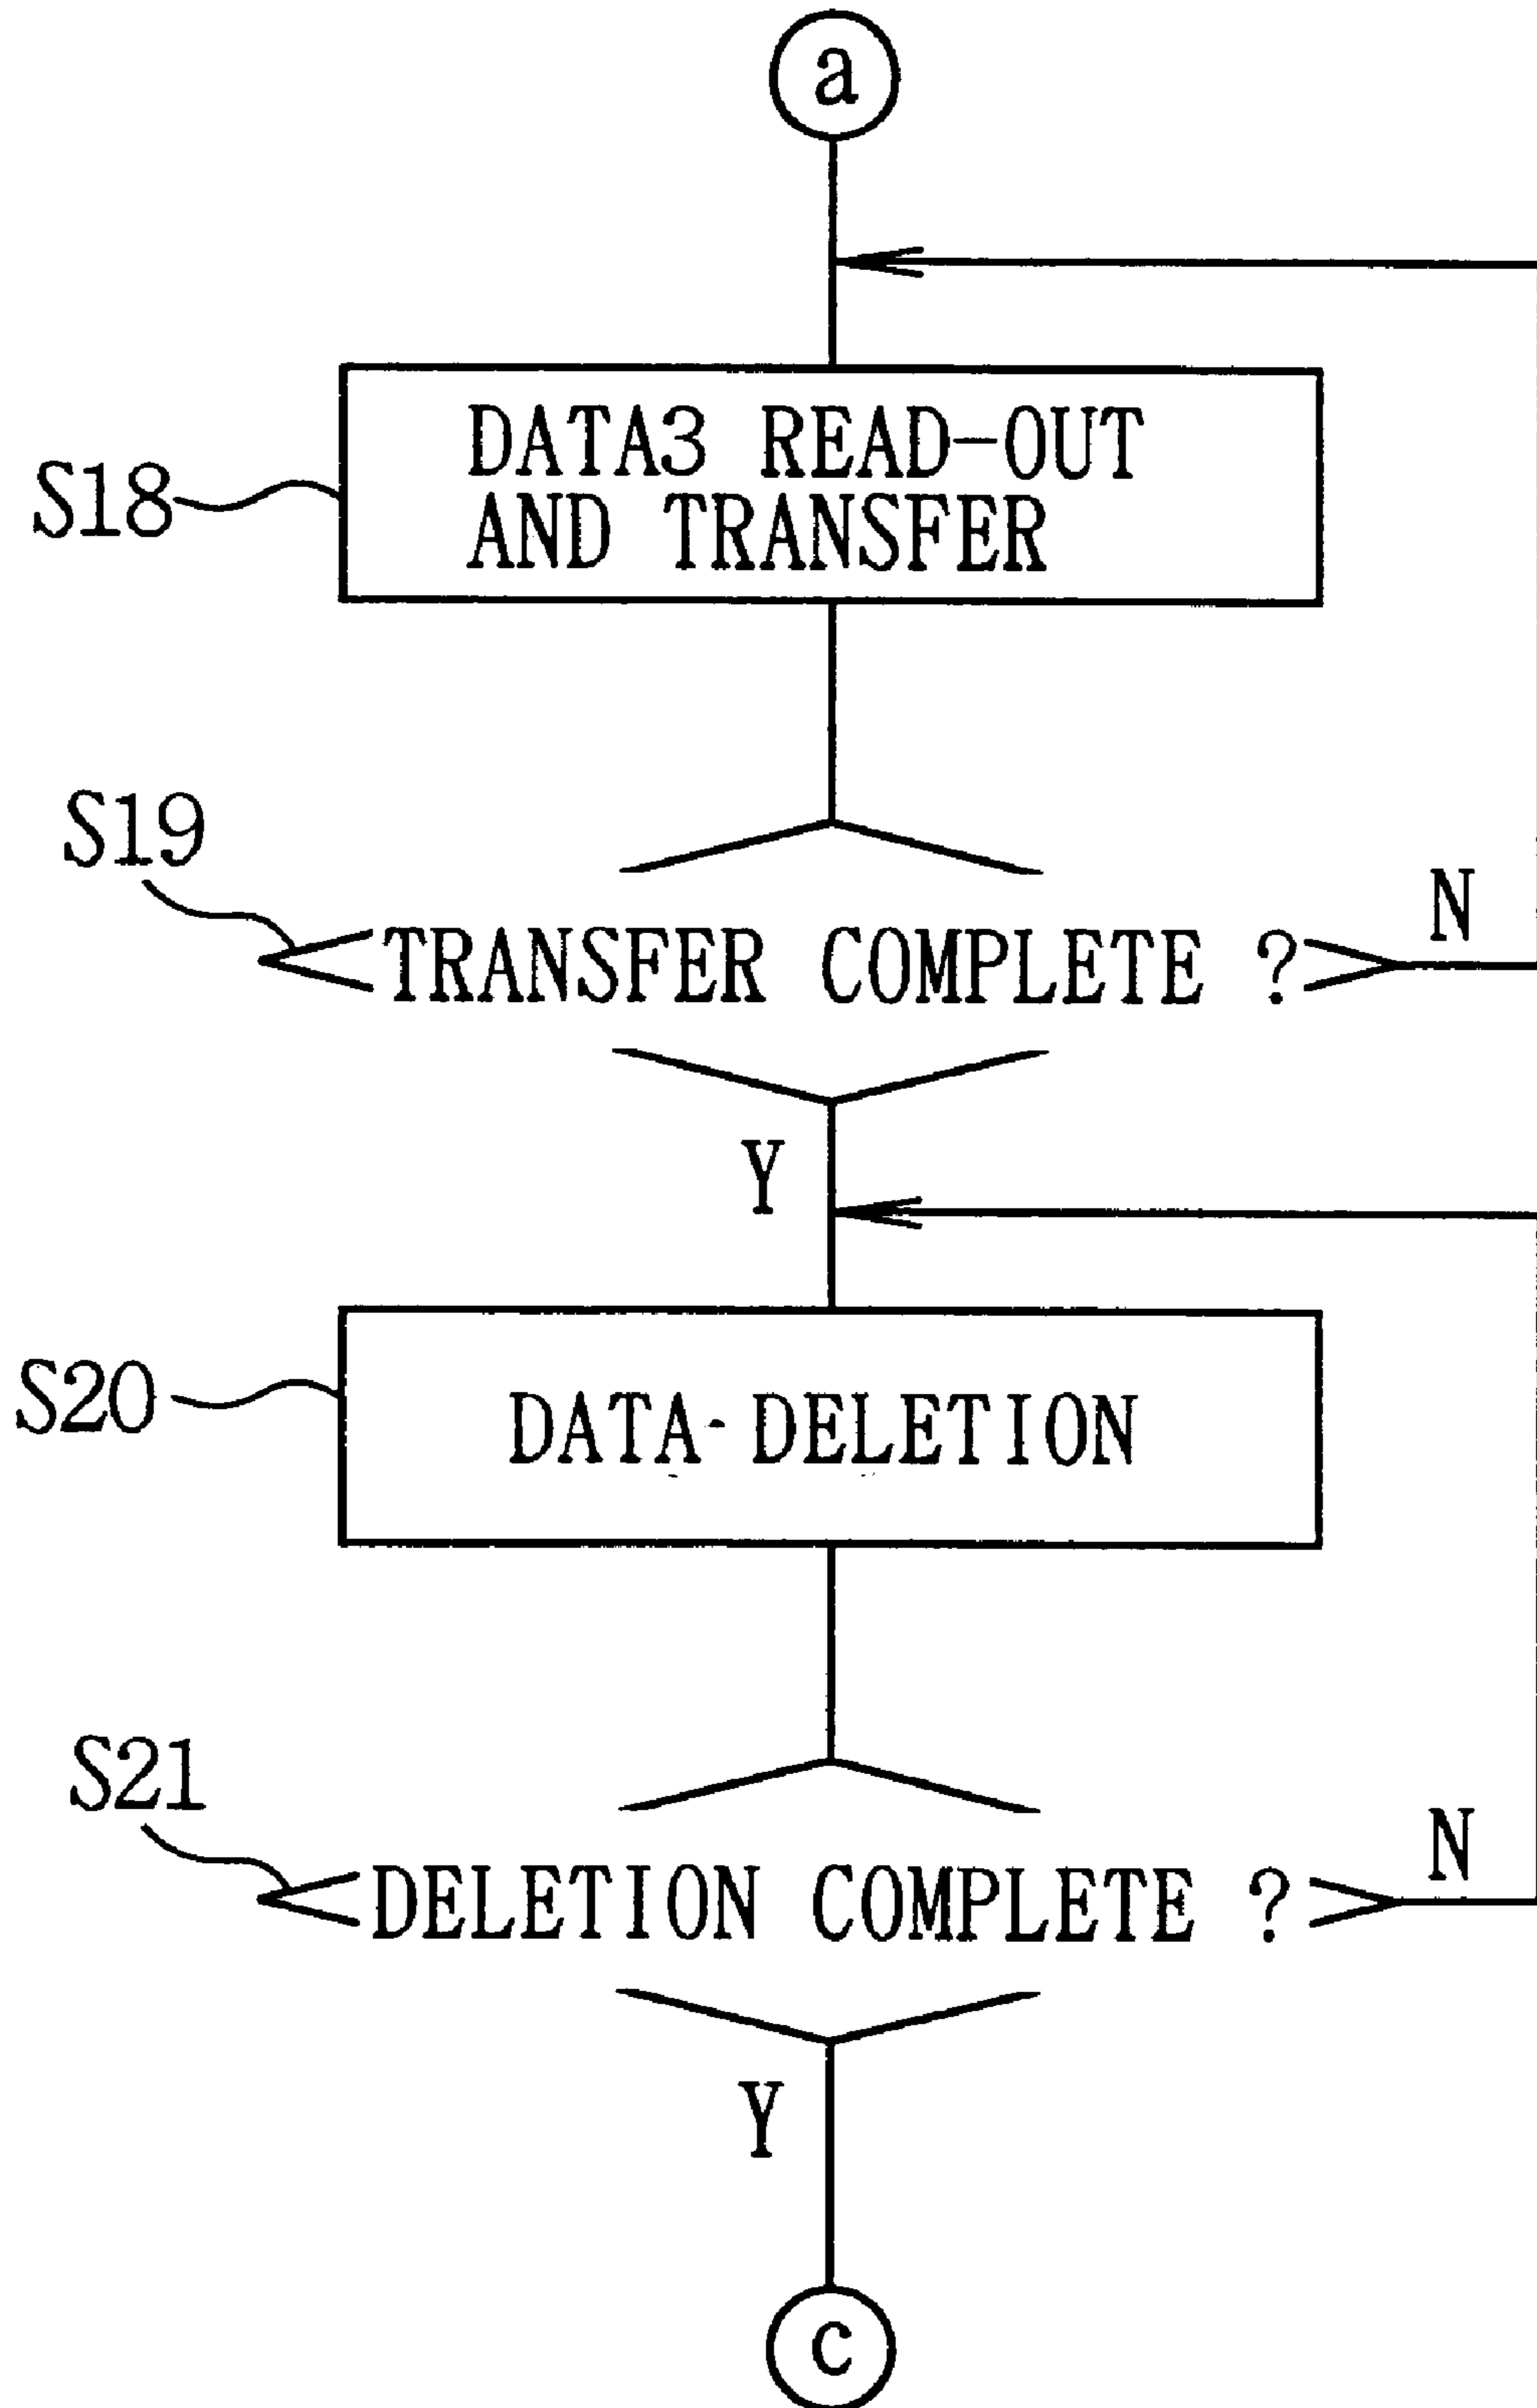 a
S18
DATA3 READ-OUT
AND TRANSFER
S19
TRANSFER COMPLETE ?
N
Y
S20
DATA-DELETION
S21
DELETION COMPLETE ?
N
Y
c